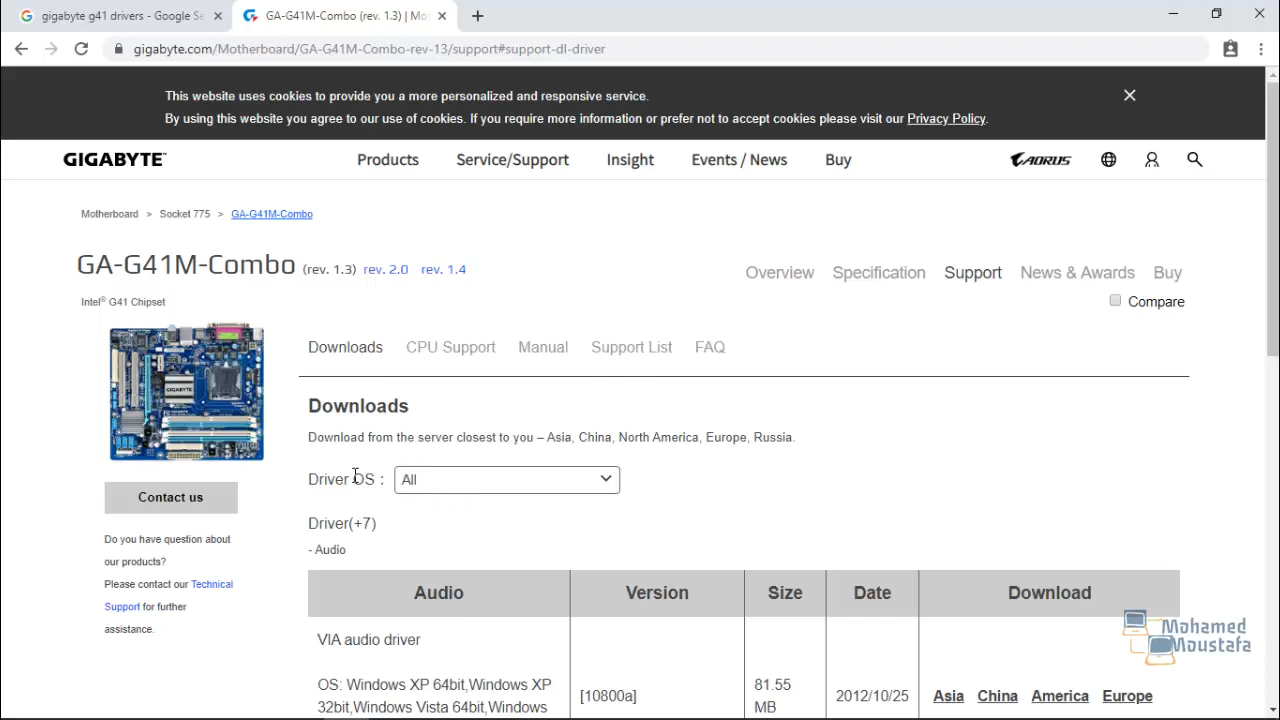 gigabyte g41 drivers - Google Se
GA-G41M-Combo (rev. 1.3) | Mo
gigabyte.com/Motherboard/GA-G41M-Combo-rev-13/support#support-dl-driver
This website uses cookies to provide you a more personalized and responsive service.
By using this website you agree to our use of cookies. If you require more information or prefer not to accept cookies please visit our Privacy Policy.
GIGABYTE™ Products Service/Support Insight Events / News Buy AORUS
Motherboard > Socket 775 > GA-G41M-Combo
GA-G41M-Combo (rev. 1.3) rev. 2.0 rev. 1.4
Overview Specification Support News & Awards Buy
Intel® G41 Chipset
Compare
GIGABYTE
Downloads CPU Support Manual Support List FAQ
Downloads
Download from the server closest to you – Asia, China, North America, Europe, Russia.
Driver OS : All
Contact us
Do you have question about
our products?
Please contact our Technical
Support for further
assistance.
Driver(+7)
- Audio
Audio Version Size Date Download
VIA audio driver
OS: Windows XP 64bit,Windows XP
32bit,Windows Vista 64bit,Windows
[10800a]
81.55
MB
2012/10/25
Asia China America Europe
Mohamed
Moustafa